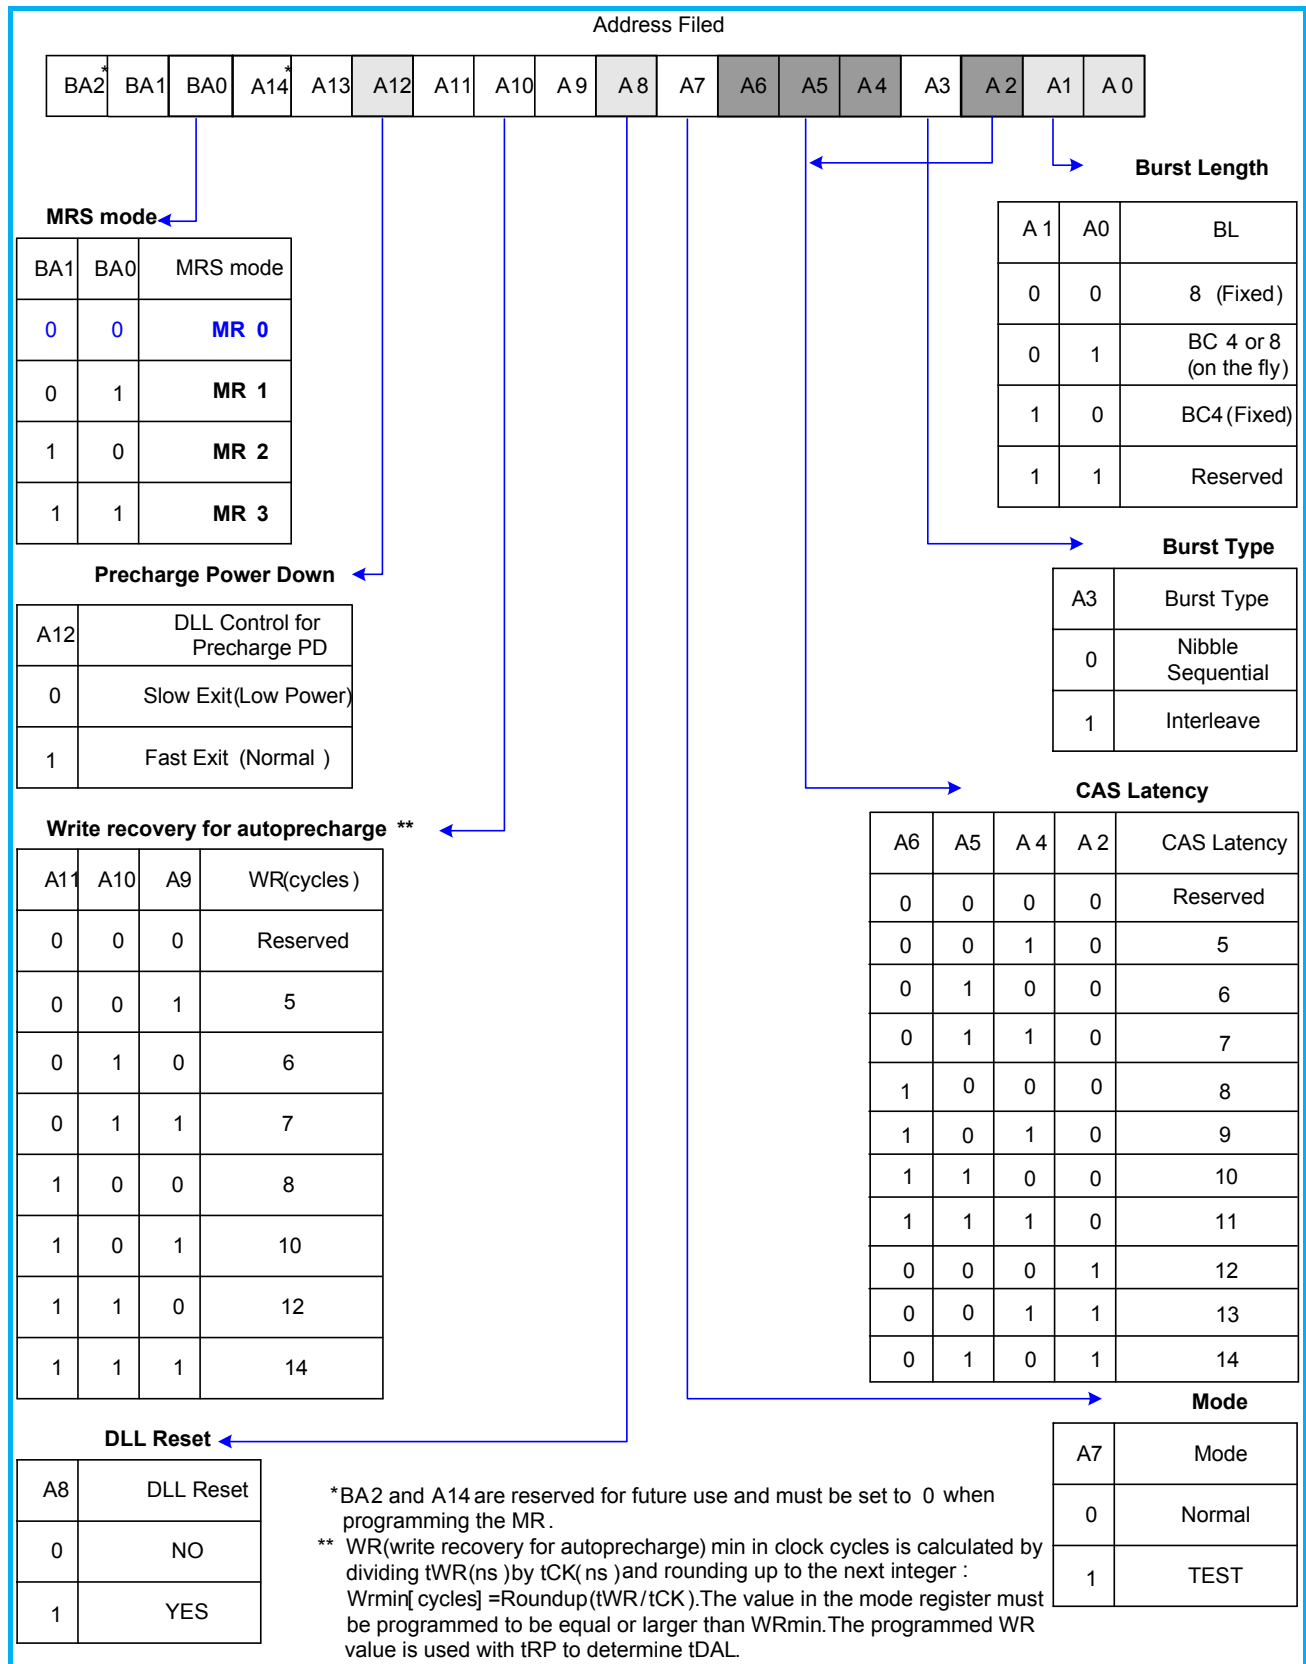 Address Filed
BA2* BA1 BA0 A14* A13 A12 A11 A10 A9 A8 A7 A6 A5 A4 A3 A2 A1 A0
Burst Length
A1 A0 BL
0 0 8 (Fixed)
0 1 BC 4 or 8
(on the fly)
1 0 BC4(Fixed)
1 1 Reserved
MRS mode
BA1 BA0 MRS mode
0 0 MR 0
0 1 MR 1
1 0 MR 2
1 1 MR 3
Burst Type
A3 Burst Type
0 Nibble
Sequential
1 Interleave
Precharge Power Down
A12 DLL Control for
Precharge PD
0 Slow Exit(Low Power)
1 Fast Exit (Normal )
CAS Latency
A6 A5 A4 A2 CAS Latency
0 0 0 0 Reserved
0 0 1 0 5
0 1 0 0 6
0 1 1 0 7
1 0 0 0 8
1 0 1 0 9
1 1 0 0 10
1 1 1 0 11
0 0 0 1 12
0 0 1 1 13
0 1 0 1 14
Write recovery for autoprecharge **
A11 A10 A9 WR(cycles)
0 0 0 Reserved
0 0 1 5
0 1 0 6
0 1 1 7
1 0 0 8
1 0 1 10
1 1 0 12
1 1 1 14
Mode
A7 Mode
0 Normal
1 TEST
DLL Reset
A8 DLL Reset
0 NO
1 YES
*BA2 and A14 are reserved for future use and must be set to 0 when
programming the MR.
** WR(write recovery for autoprecharge) min in clock cycles is calculated by
dividing tWR(ns )by tCK(ns )and rounding up to the next integer :
Wrmin[cycles] =Roundup(tWR/tCK).The value in the mode register must
be programmed to be equal or larger than WRmin.The programmed WR
value is used with tRP to determine tDAL.